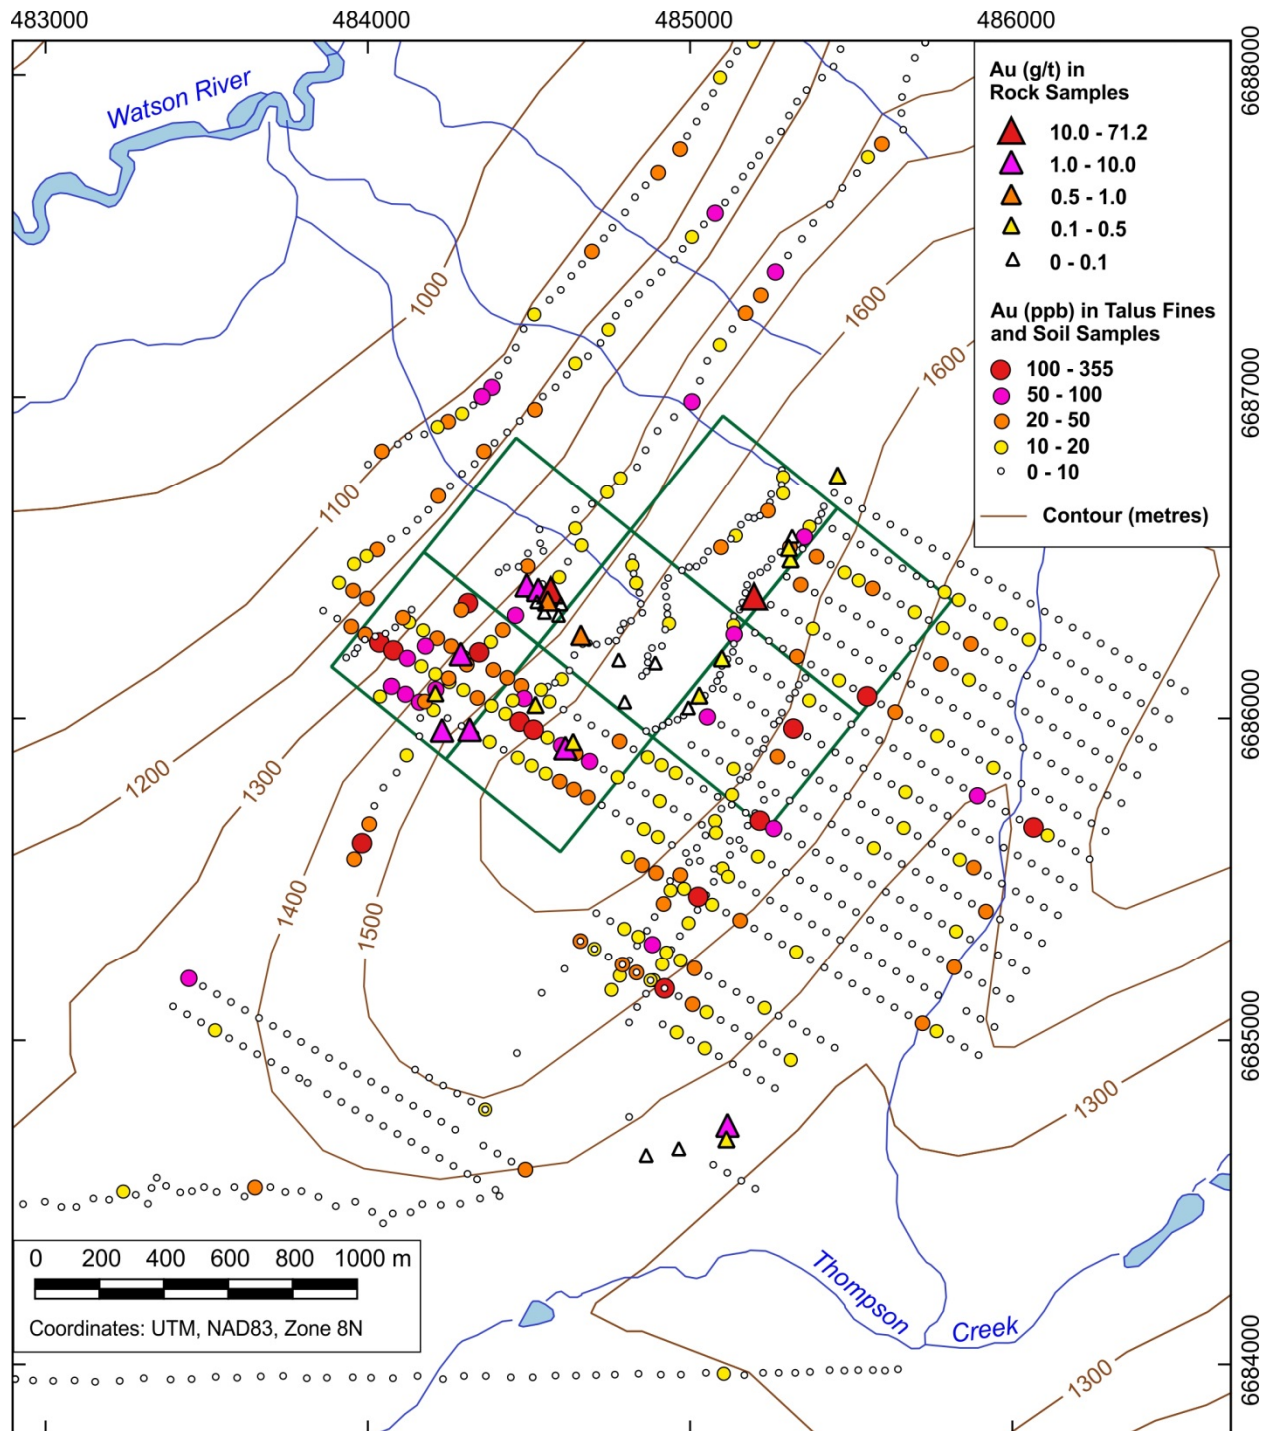 483000
484000
485000
486000
6688000
6687000
6686000
6685000
6684000
Watson River
1000
1100
1200
1300
1400
1500
1600
1600
1300
1300
Thompson
Creek
Au (g/t) in
Rock Samples
10.0 - 71.2
1.0 - 10.0
0.5 - 1.0
0.1 - 0.5
0 - 0.1
Au (ppb) in Talus Fines
and Soil Samples
100 - 355
50 - 100
20 - 50
10 - 20
0 - 10
Contour (metres)
0 200 400 600 800 1000 m
Coordinates: UTM, NAD83, Zone 8N